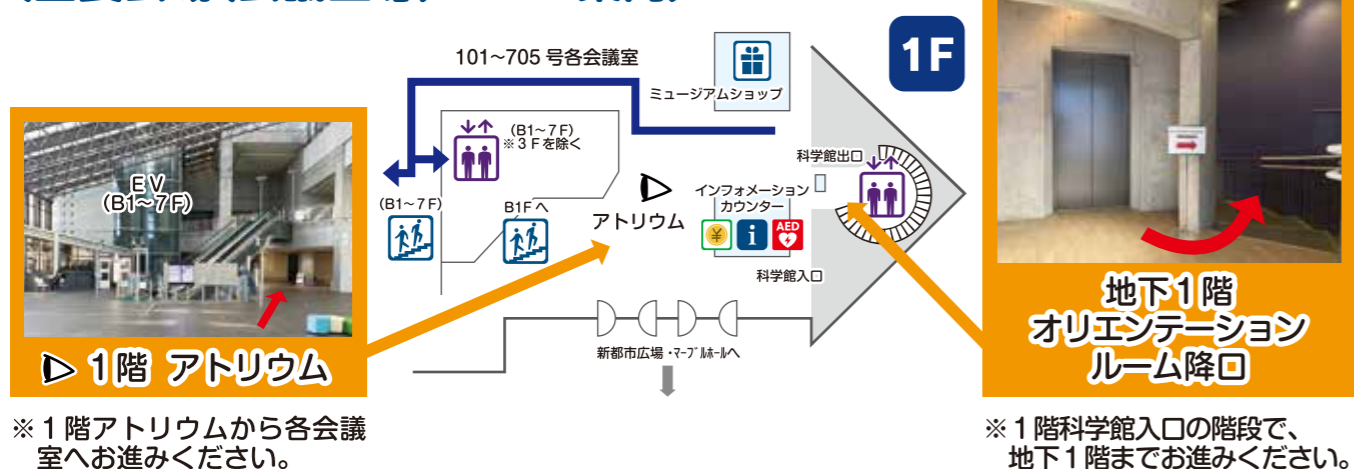 1F
101~705 号各会議室
ミュージアムショップ
(B1~7F)
※3Fを除く
科学館出口
EV
(B1~7F)
(B1~7F)
B1Fへ
アトリウム
インフォメーション
カウンター
¥
i
AED
科学館入口
新都市広場・マーブルホールへ
1階 アトリウム
地下1階
オリエンテーション
ルーム降口
※1階アトリウムから各会議
室へお進みください。
※1階科学館入口の階段で、
地下1階までお進みください。